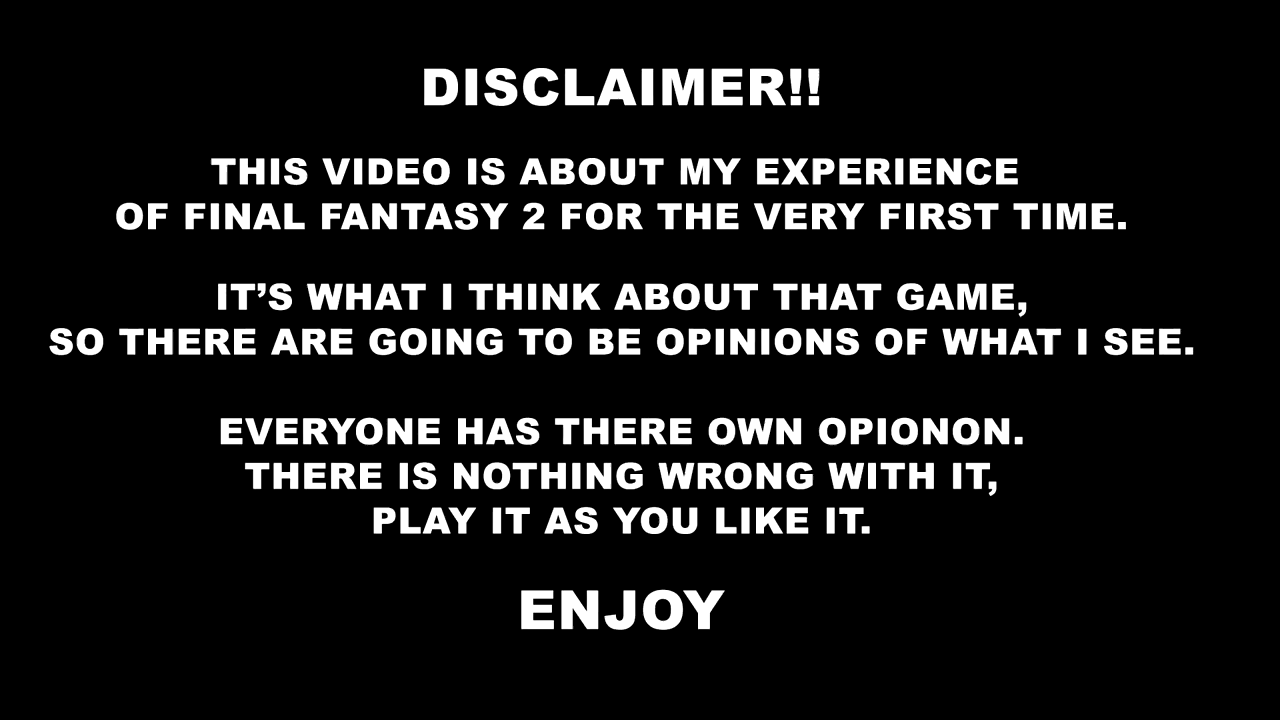 DISCLAIMER!!
THIS VIDEO IS ABOUT MY EXPERIENCE
OF FINAL FANTASY 2 FOR THE VERY FIRST TIME.
IT’S WHAT I THINK ABOUT THAT GAME,
SO THERE ARE GOING TO BE OPINIONS OF WHAT I SEE.
EVERYONE HAS THERE OWN OPIONON.
THERE IS NOTHING WRONG WITH IT,
PLAY IT AS YOU LIKE IT.
ENJOY